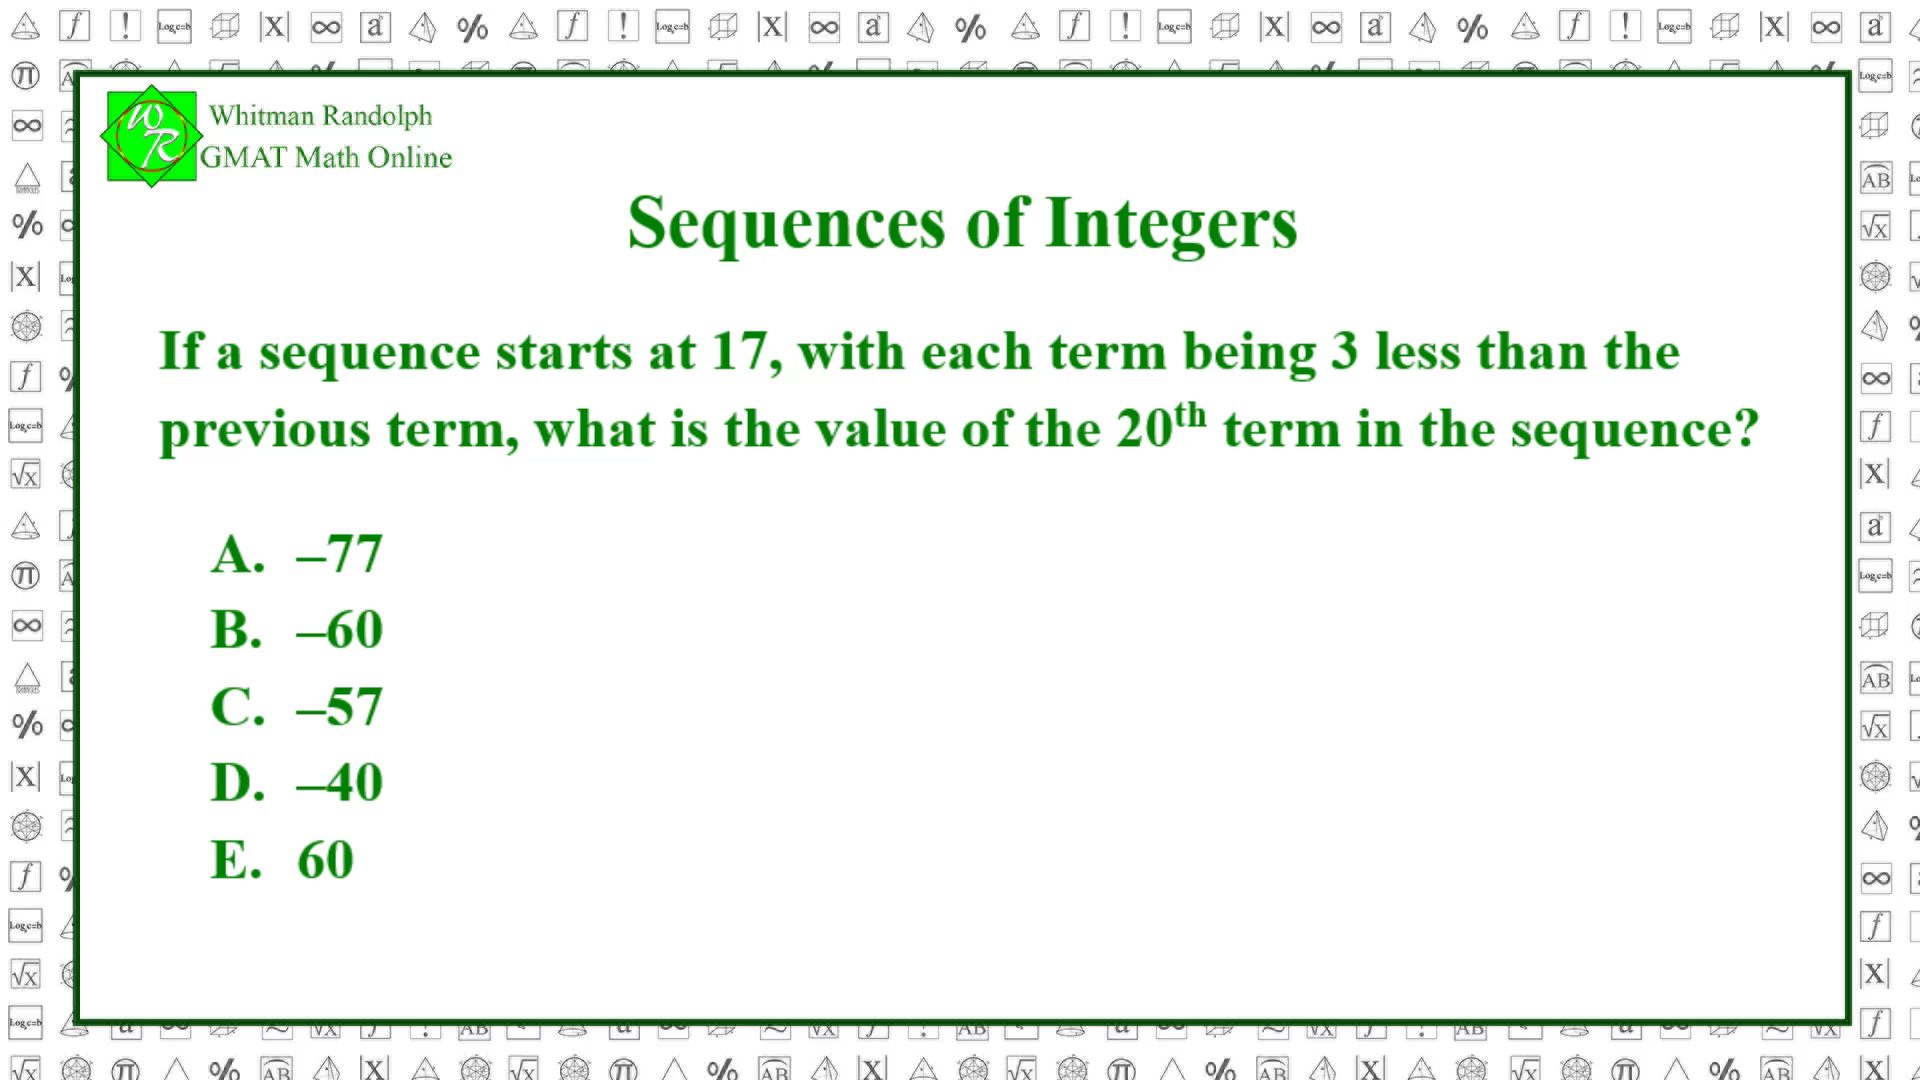 Whitman Randolph
GMAT Math Online
Sequences of Integers
If a sequence starts at 17, with each term being 3 less than the
previous term, what is the value of the 20th term in the sequence?
A. –77
B. –60
C. –57
D. –40
E. 60